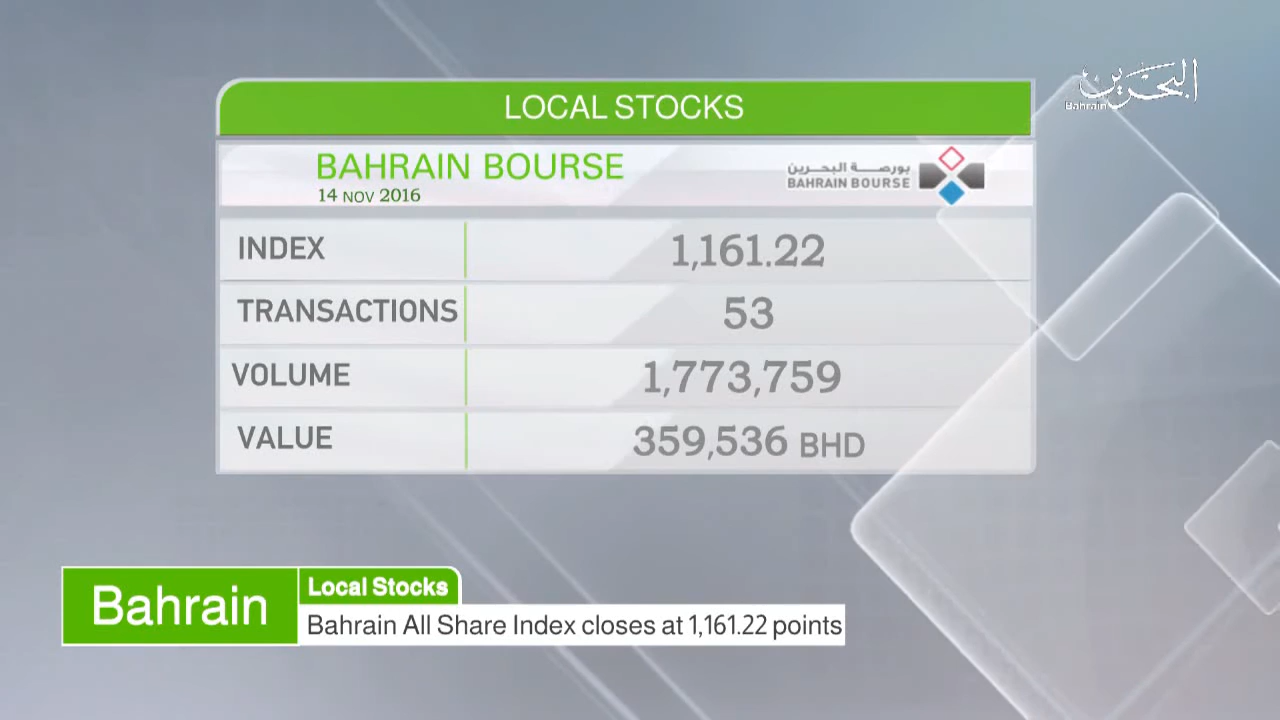 البحرين
Bahrain
LOCAL STOCKS
BAHRAIN BOURSE
14 NOV 2016
بورصة البحرين
BAHRAIN BOURSE
INDEX 1,161.22
TRANSACTIONS 53
VOLUME 1,773,759
VALUE 359,536 BHD
Bahrain
Local Stocks
Bahrain All Share Index closes at 1,161.22 points